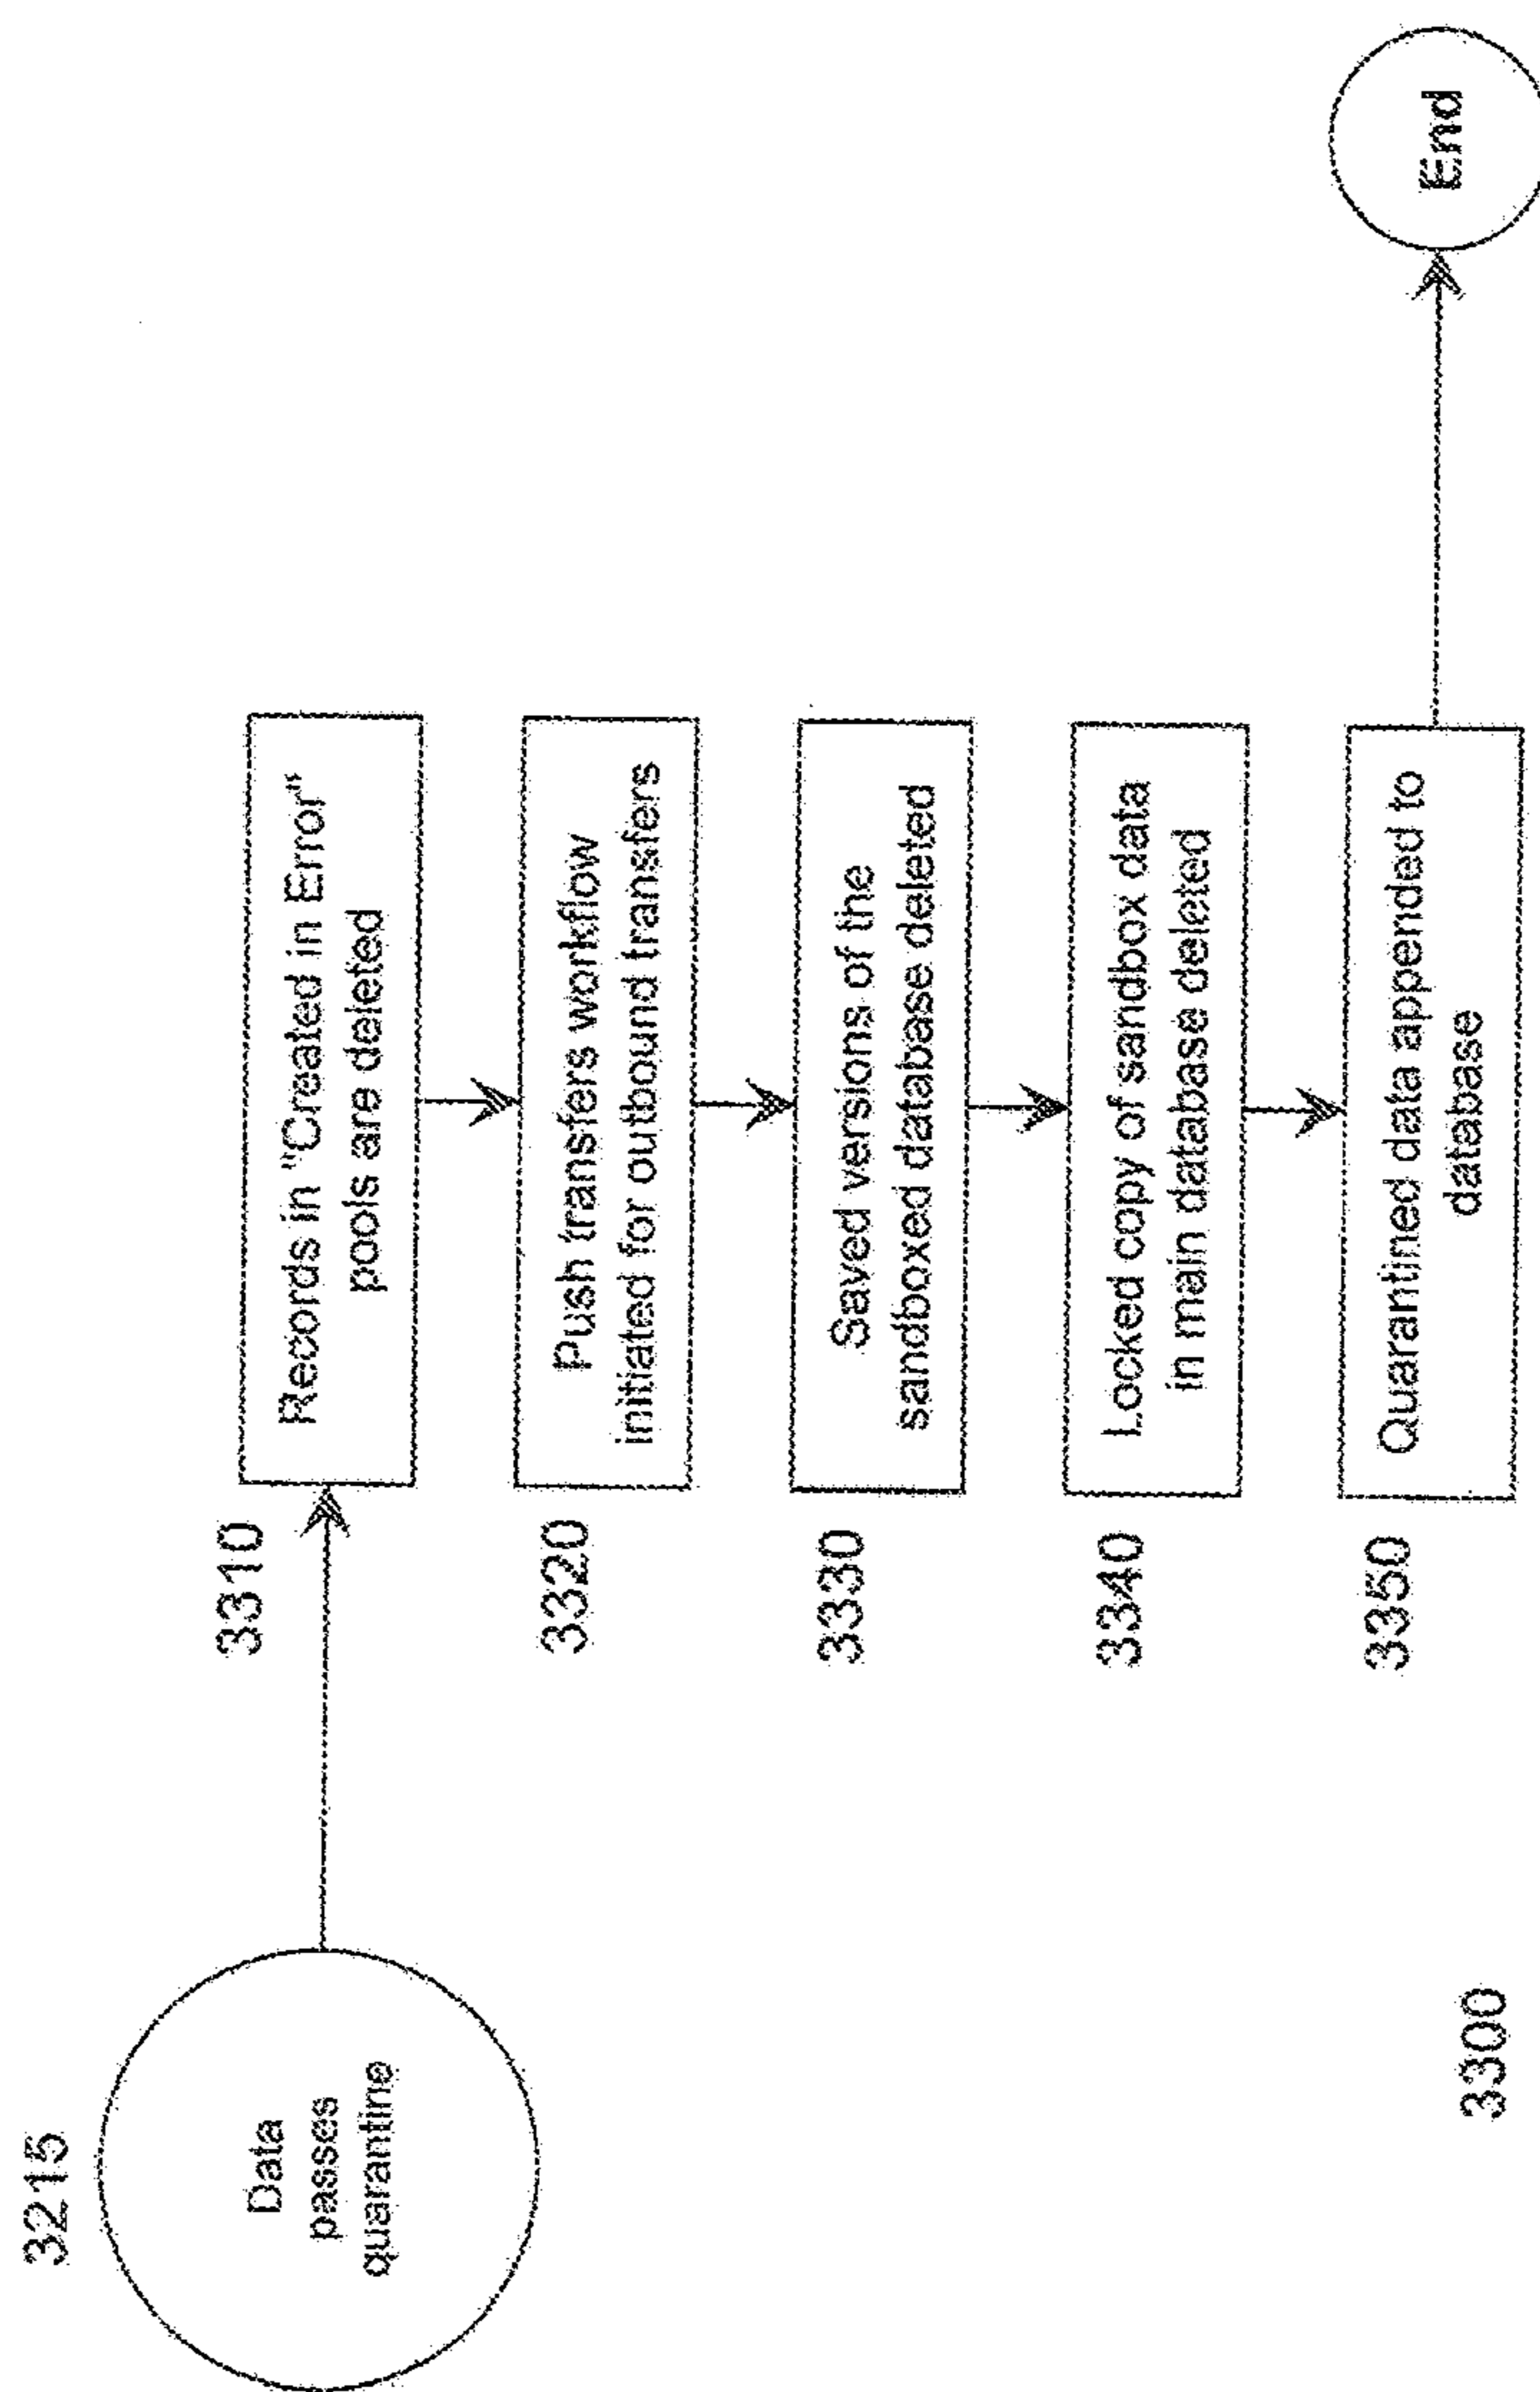 3215
Data
passes
quarantine
3310
Records in "Created in Error"
pools are deleted
3320
Push transfers workflow
initiated for outbound transfers
3330
Saved versions of the
sandboxed database deleted
3340
Locked copy of sandbox data
in main database deleted
3350
Quarantined data appended to
database
End
3300